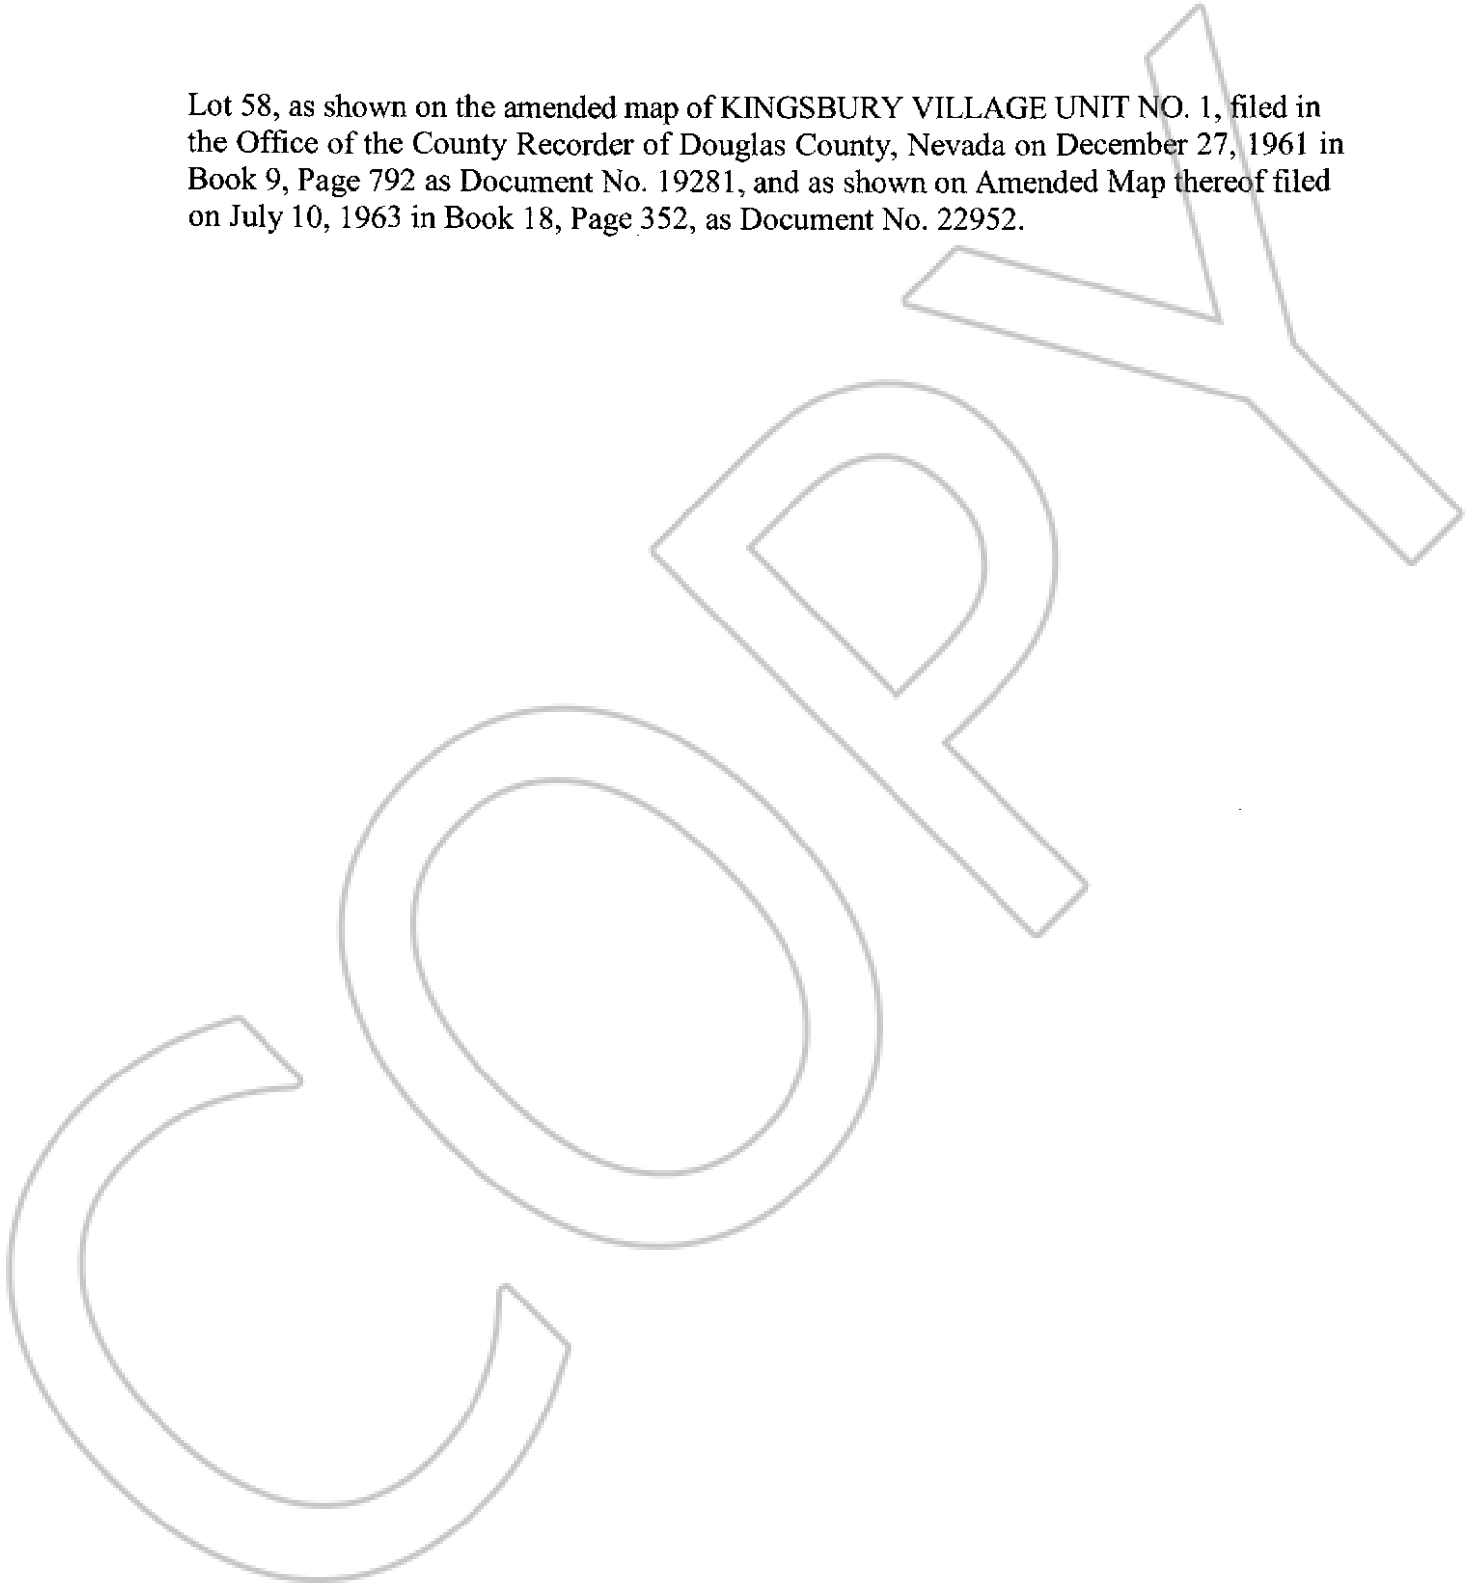 Lot 58, as shown on the amended map of KINGSBURY VILLAGE UNIT NO. 1, filed in
the Office of the County Recorder of Douglas County, Nevada on December 27, 1961 in
Book 9, Page 792 as Document No. 19281, and as shown on Amended Map thereof filed
on July 10, 1963 in Book 18, Page 352, as Document No. 22952.
COPY